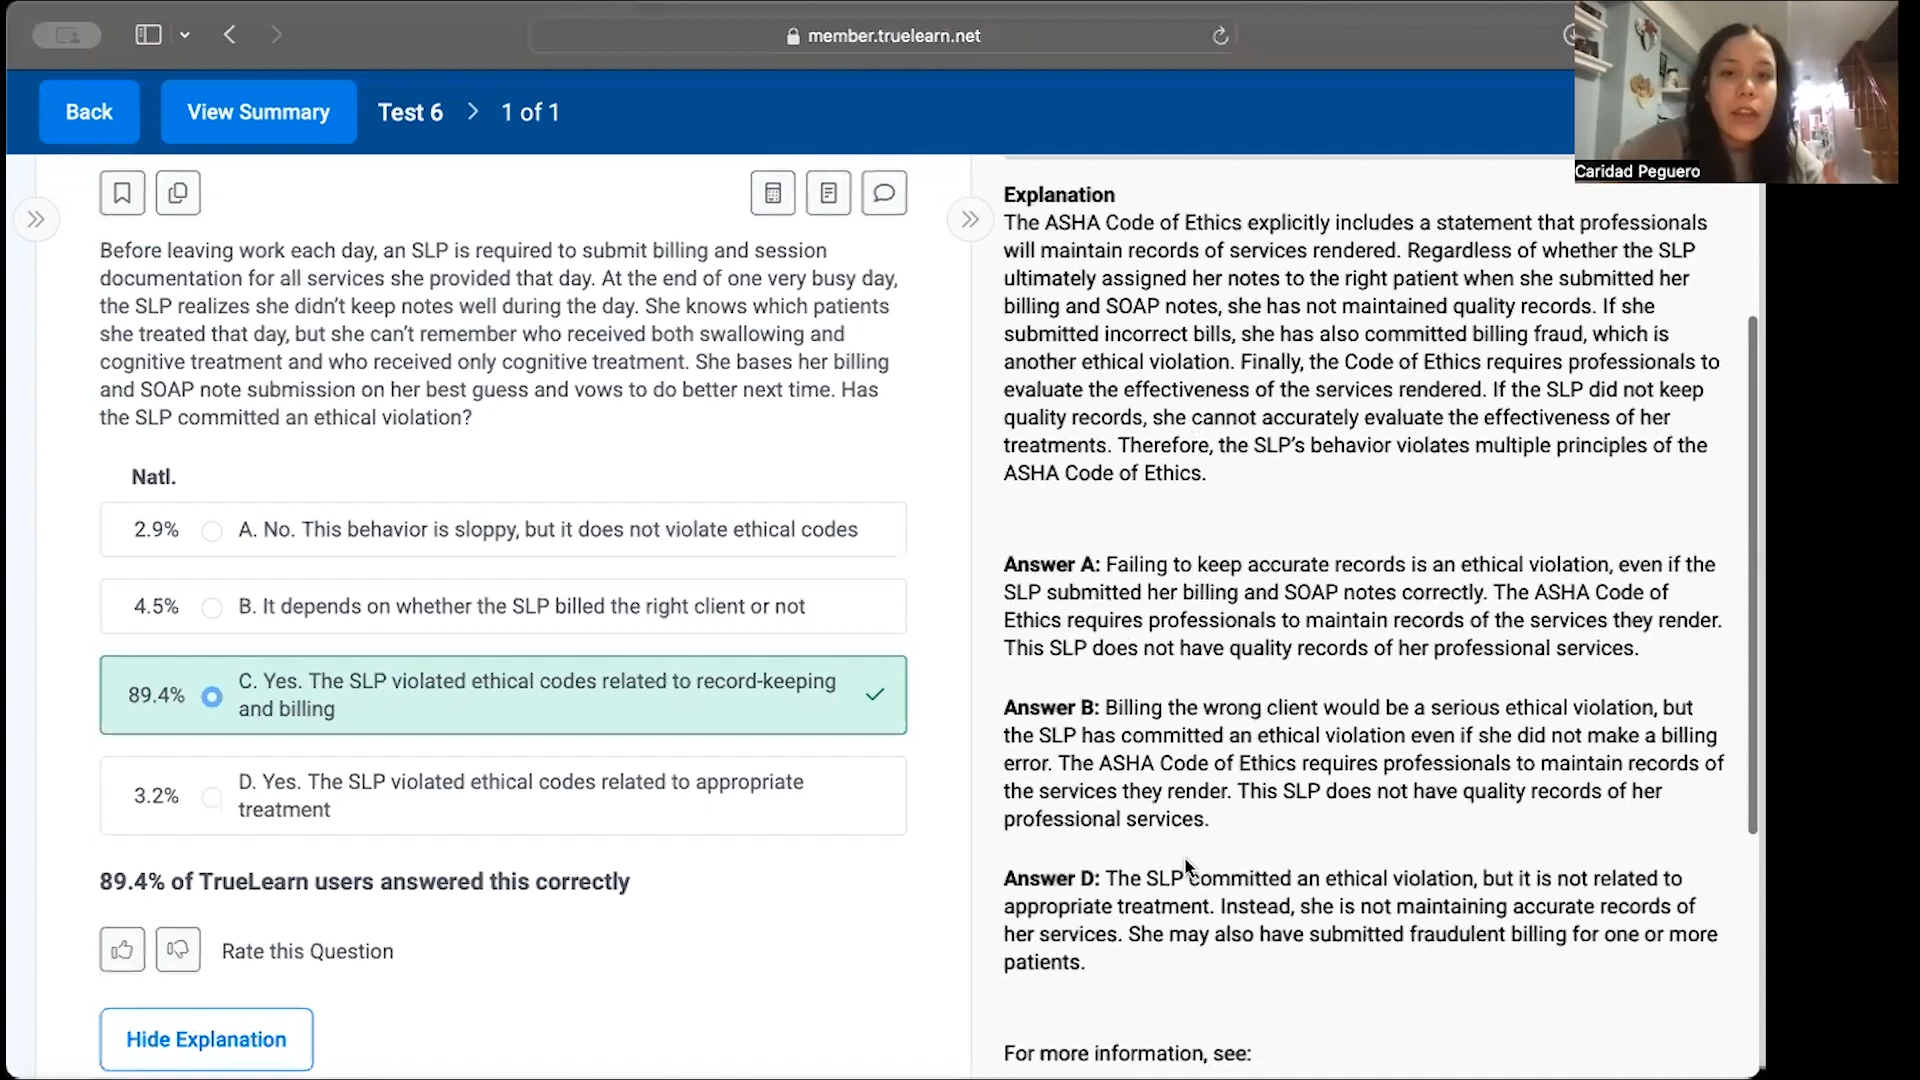 member.truelearn.net
Back
View Summary
Test 6 > 1 of 1
Caridad Peguero
Before leaving work each day, an SLP is required to submit billing and session
documentation for all services she provided that day. At the end of one very busy day,
the SLP realizes she didn’t keep notes well during the day. She knows which patients
she treated that day, but she can’t remember who received both swallowing and
cognitive treatment and who received only cognitive treatment. She bases her billing
and SOAP note submission on her best guess and vows to do better next time. Has
the SLP committed an ethical violation?
Natl.
2.9% A. No. This behavior is sloppy, but it does not violate ethical codes
4.5% B. It depends on whether the SLP billed the right client or not
89.4% C. Yes. The SLP violated ethical codes related to record-keeping
and billing
3.2% D. Yes. The SLP violated ethical codes related to appropriate
treatment
89.4% of TrueLearn users answered this correctly
Rate this Question
Hide Explanation
Explanation
The ASHA Code of Ethics explicitly includes a statement that professionals
will maintain records of services rendered. Regardless of whether the SLP
ultimately assigned her notes to the right patient when she submitted her
billing and SOAP notes, she has not maintained quality records. If she
submitted incorrect bills, she has also committed billing fraud, which is
another ethical violation. Finally, the Code of Ethics requires professionals to
evaluate the effectiveness of the services rendered. If the SLP did not keep
quality records, she cannot accurately evaluate the effectiveness of her
treatments. Therefore, the SLP’s behavior violates multiple principles of the
ASHA Code of Ethics.
Answer A: Failing to keep accurate records is an ethical violation, even if the
SLP submitted her billing and SOAP notes correctly. The ASHA Code of
Ethics requires professionals to maintain records of the services they render.
This SLP does not have quality records of her professional services.
Answer B: Billing the wrong client would be a serious ethical violation, but
the SLP has committed an ethical violation even if she did not make a billing
error. The ASHA Code of Ethics requires professionals to maintain records of
the services they render. This SLP does not have quality records of her
professional services.
Answer D: The SLP committed an ethical violation, but it is not related to
appropriate treatment. Instead, she is not maintaining accurate records of
her services. She may also have submitted fraudulent billing for one or more
patients.
For more information, see: